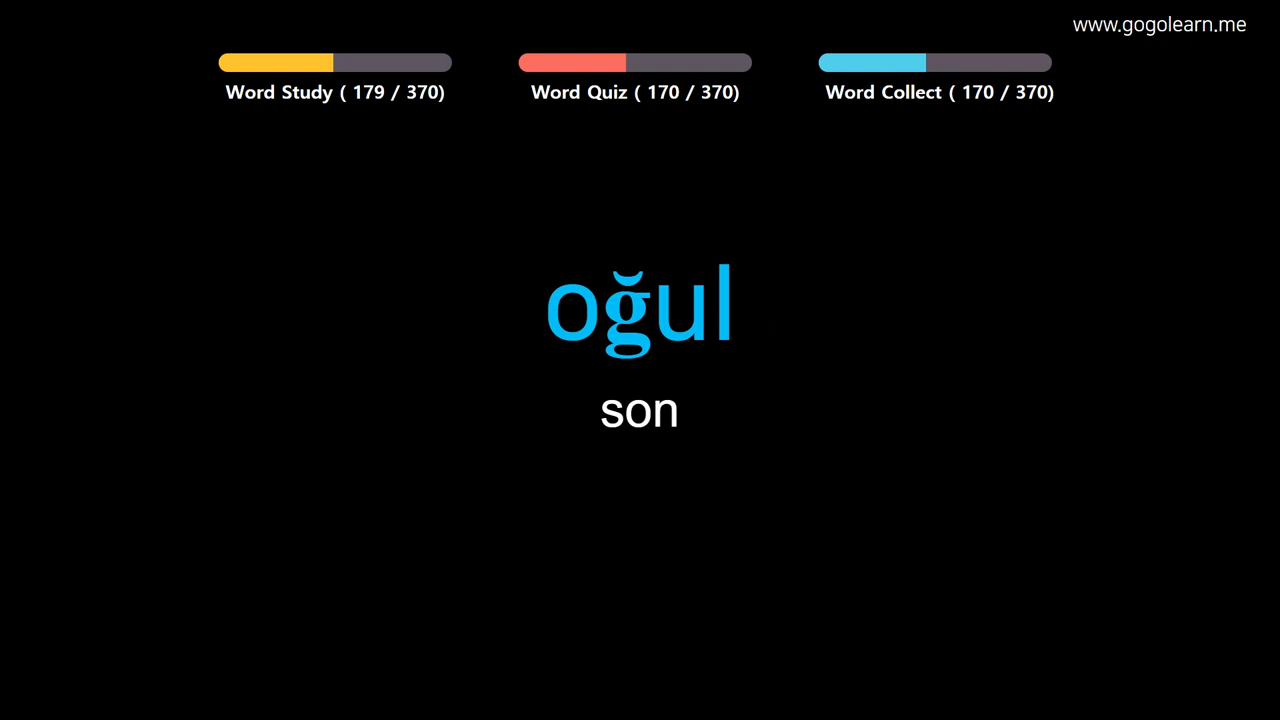 www.gogolearn.me
Word Study ( 179 / 370)
Word Quiz ( 170 / 370)
Word Collect ( 170 / 370)
oğul
son